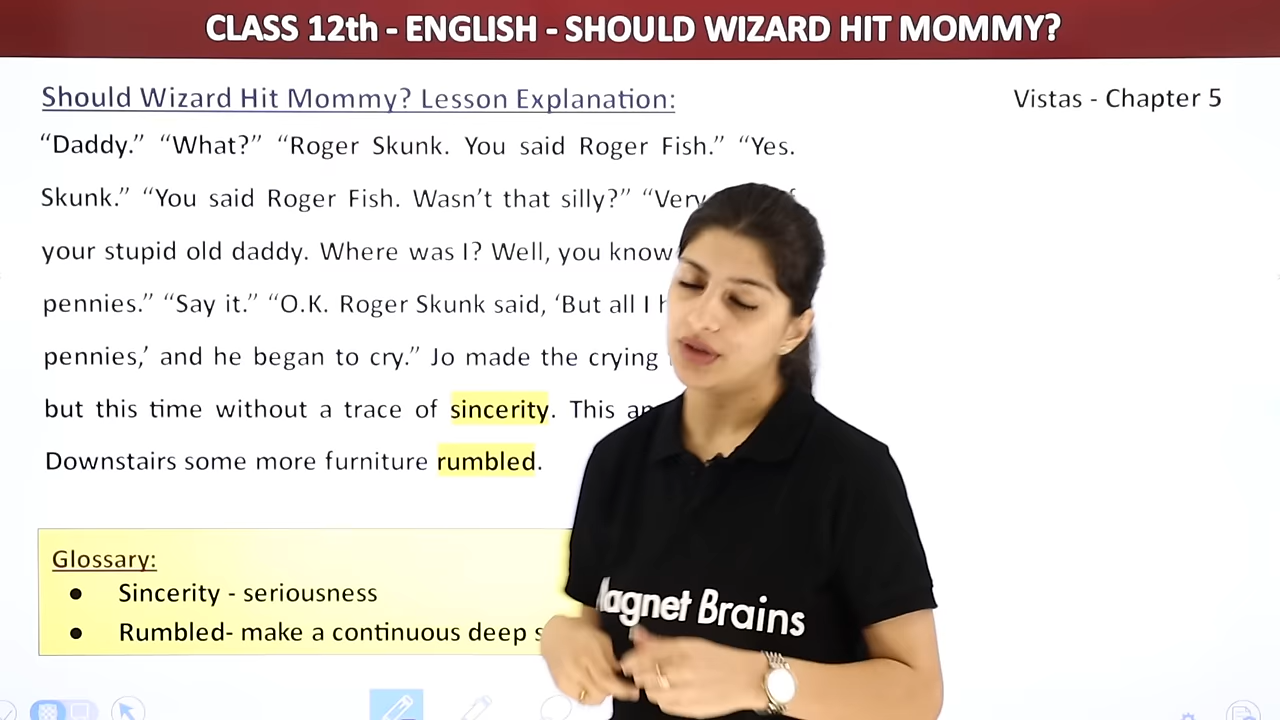 CLASS 12th - ENGLISH - SHOULD WIZARD HIT MOMMY?
Should Wizard Hit Mommy? Lesson Explanation:
Vistas - Chapter 5
“Daddy.” “What?” “Roger Skunk. You said Roger Fish.” “Yes.
Skunk.” “You said Roger Fish. Wasn’t that silly?” “Very
your stupid old daddy. Where was I? Well, you know
pennies.” “Say it.” “O.K. Roger Skunk said, ‘But all I
pennies,’ and he began to cry.” Jo made the crying
but this time without a trace of sincerity. This
Downstairs some more furniture rumbled.
Glossary:
● Sincerity - seriousness
● Rumbled- make a continuous deep
Magnet Brains